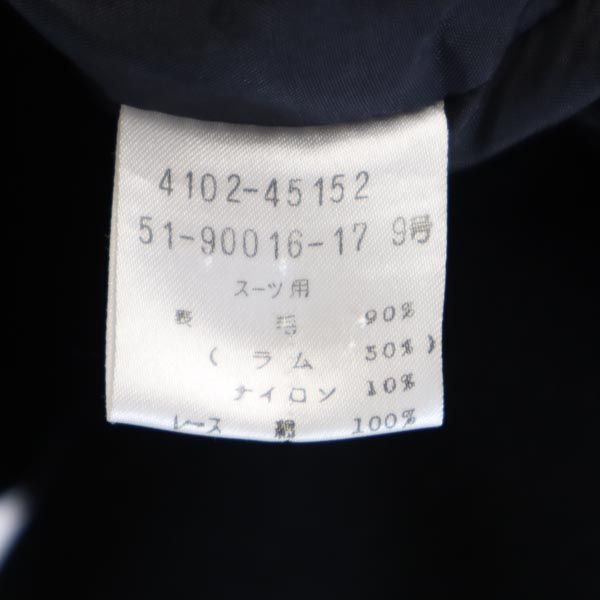 4102-45152
51-90016-17 9号
スーツ用
表 毛 90%
( ラム 50% )
ナイロン 10%
レース 綿 100%